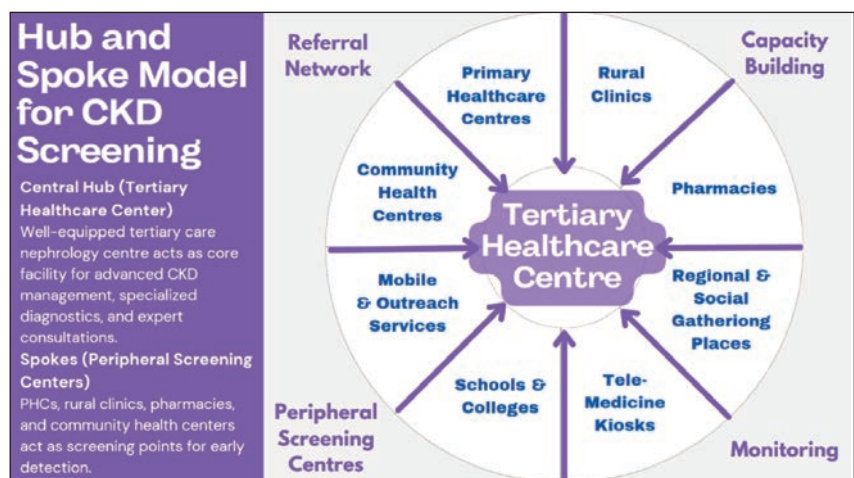 Hub and
Spoke Model
for CKD
Screening
Central Hub (Tertiary
Healthcare Center)
Well-equipped tertiary care
nephrology centre acts as core
facility for advanced CKD
management, specialized
diagnostics, and expert
consultations.
Spokes (Peripheral Screening
Centers)
PHCs, rural clinics, pharmacies,
and community health centers
act as screening points for early
detection.
Referral
Network
Capacity
Building
Primary
Healthcare
Centres
Rural
Clinics
Community
Health
Centres
Pharmacies
Tertiary
Healthcare
Centre
Mobile
& Outreach
Services
Regional &
Social
Gatheriong
Places
Schools &
Colleges
Tele-
Medicine
Kiosks
Peripheral
Screening
Centres
Monitoring